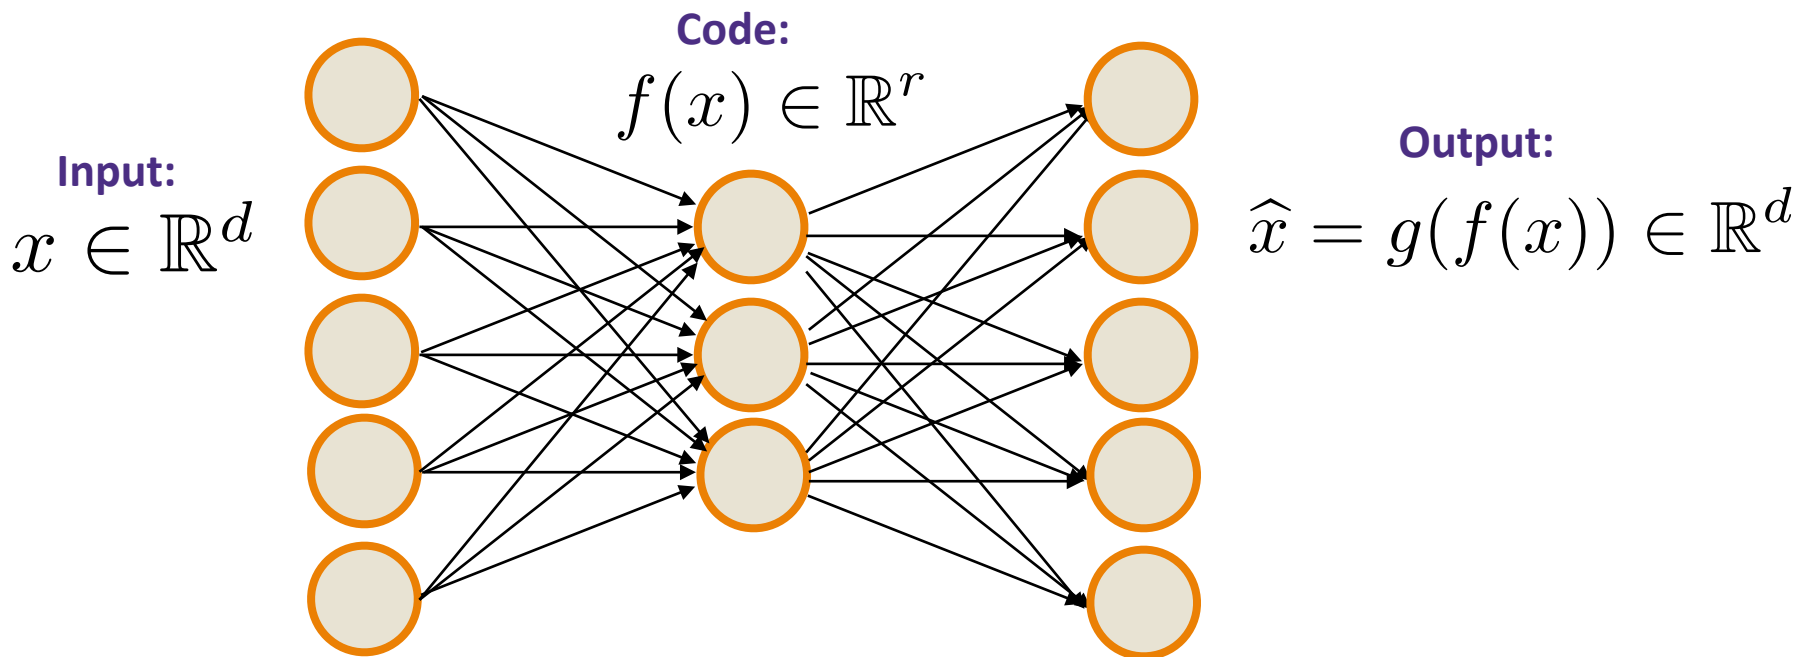 Code:
f(x) ∈ ℝ^r
Input:
x ∈ ℝ^d
Output:
x̂ = g(f(x)) ∈ ℝ^d